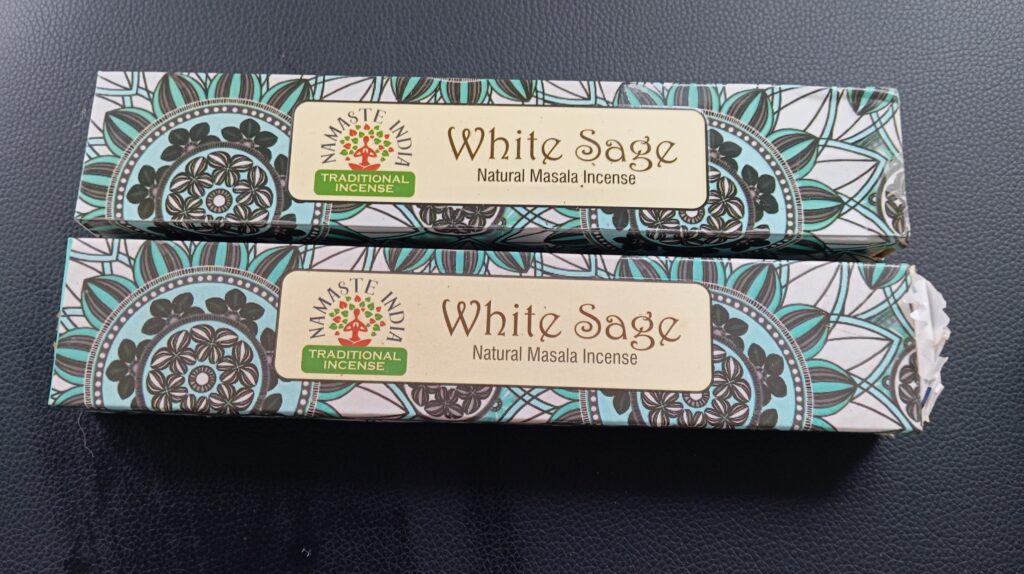 NAMASTE INDIA
TRADITIONAL
INCENSE
White Sage
Natural Masala Incense
NAMASTE INDIA
TRADITIONAL
INCENSE
White Sage
Natural Masala Incense